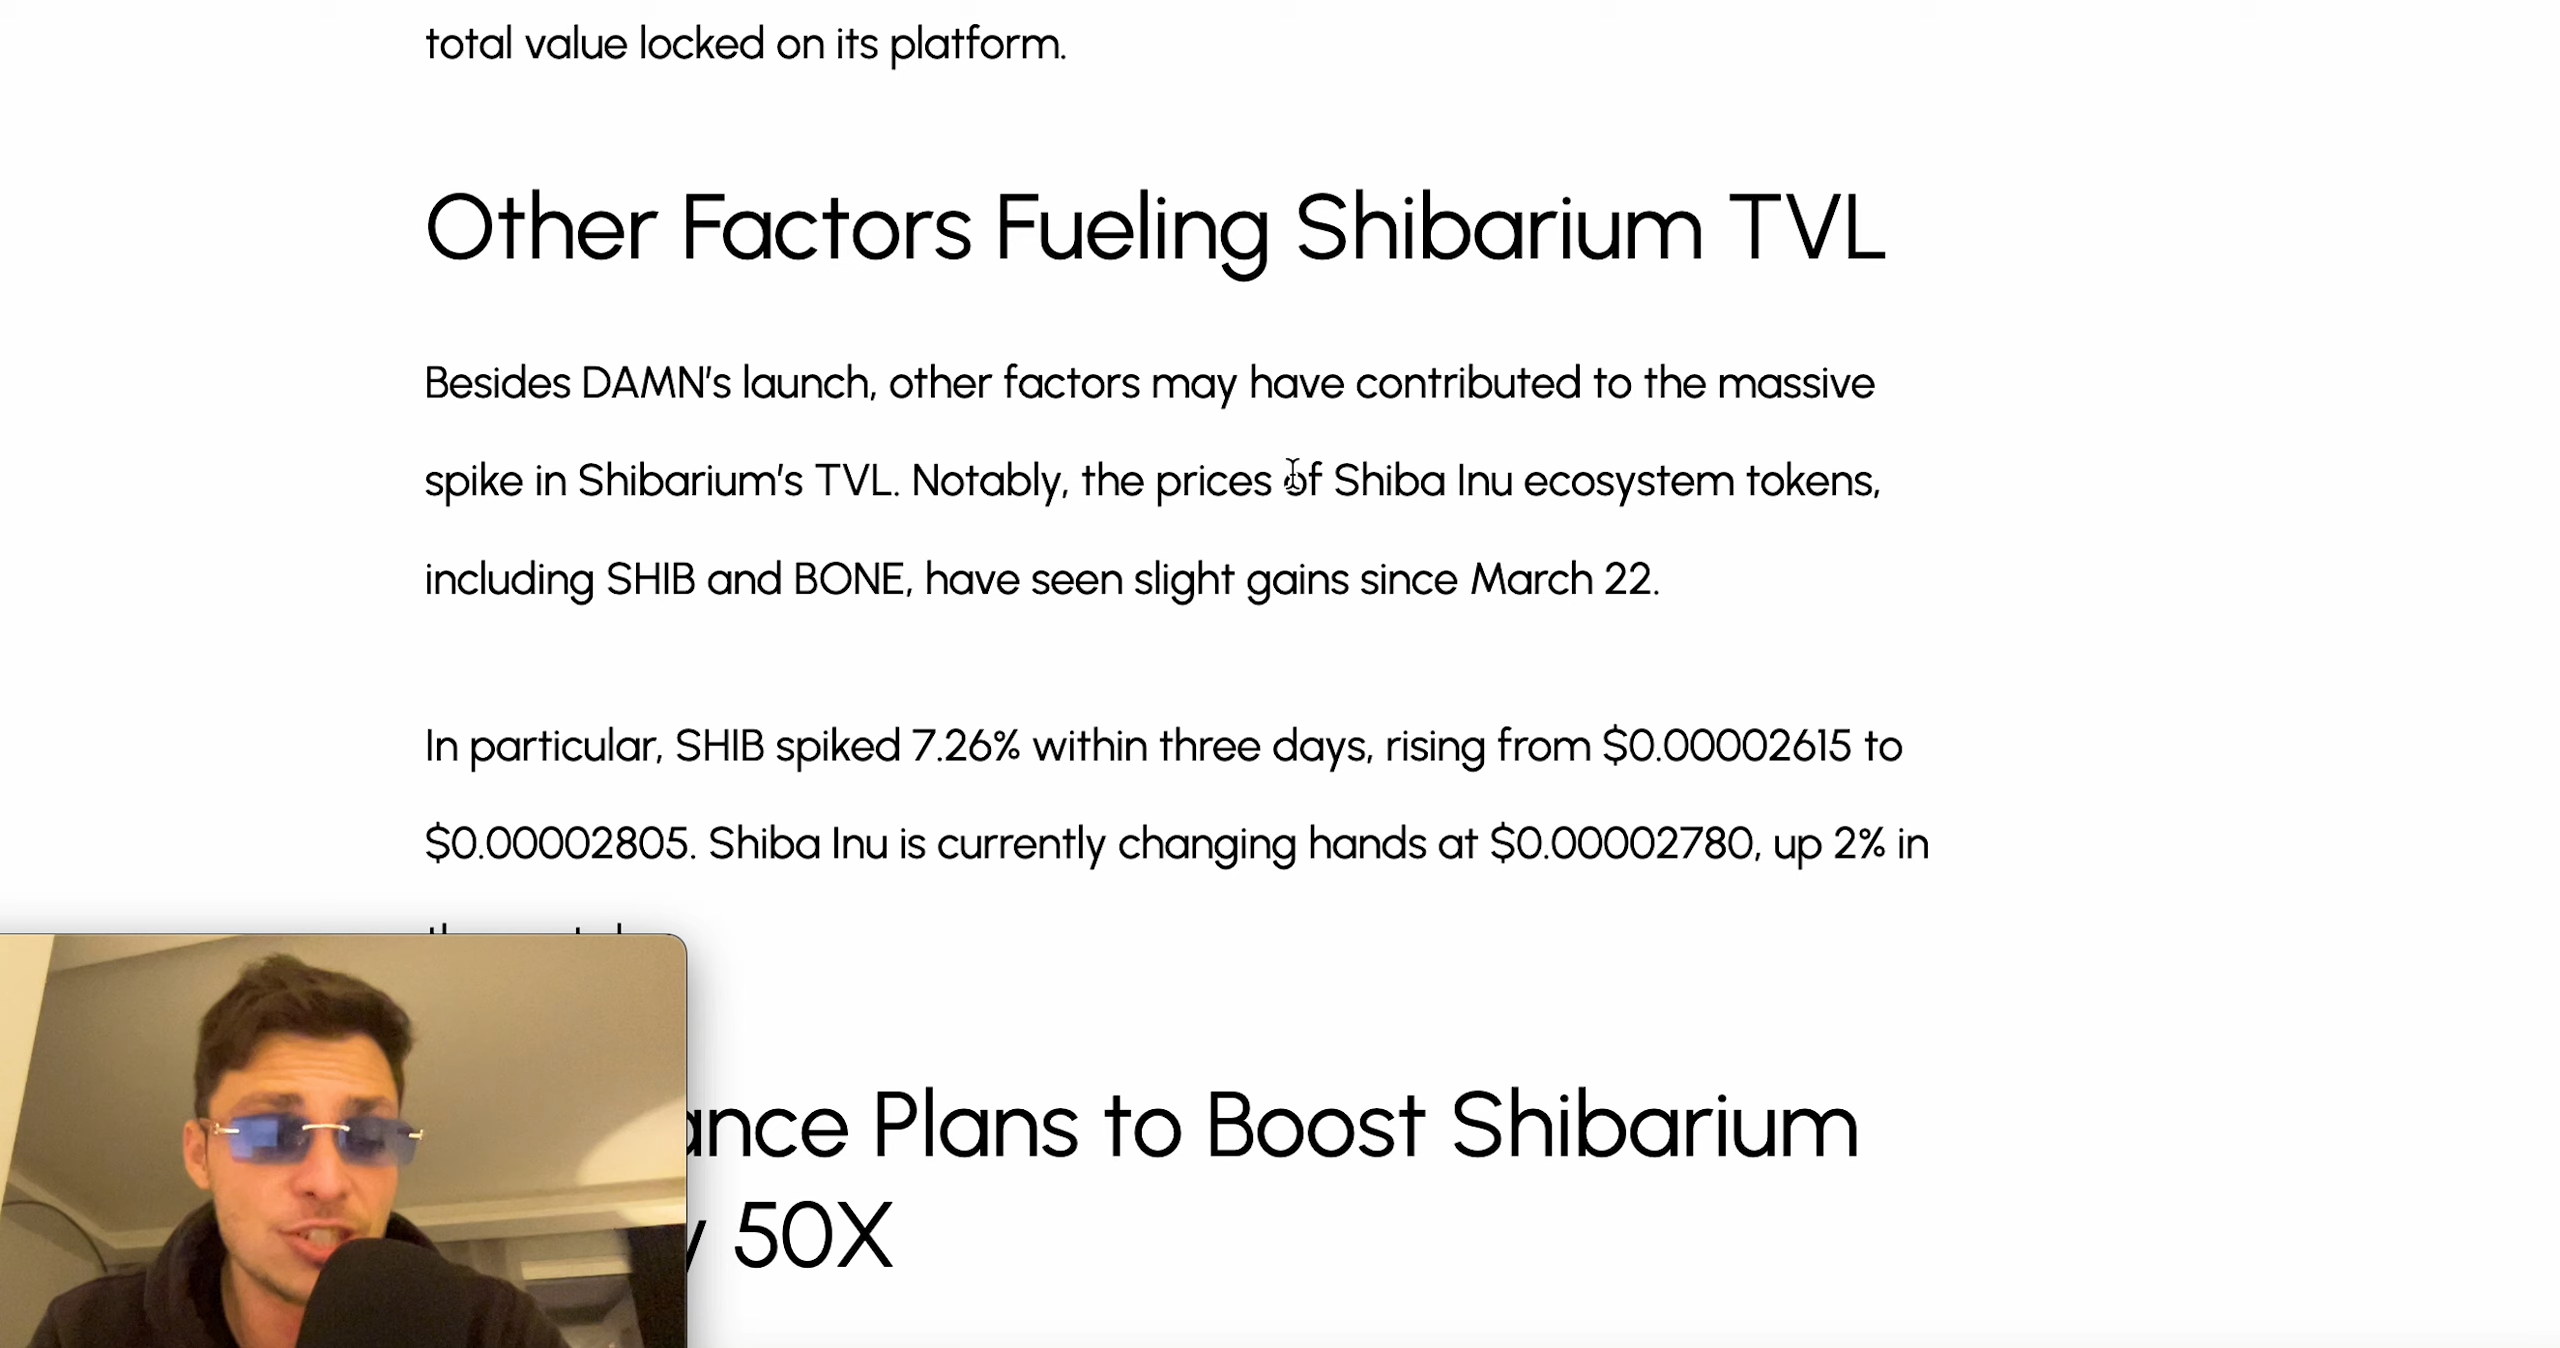 total value locked on its platform.
Other Factors Fueling Shibarium TVL
Besides DAMN's launch, other factors may have contributed to the massive
spike in Shibarium's TVL. Notably, the prices of Shiba Inu ecosystem tokens,
including SHIB and BONE, have seen slight gains since March 22.
In particular, SHIB spiked 7.26% within three days, rising from $0.00002615 to
$0.00002805. Shiba Inu is currently changing hands at $0.00002780, up 2% in
Plans to Boost Shibarium
50X